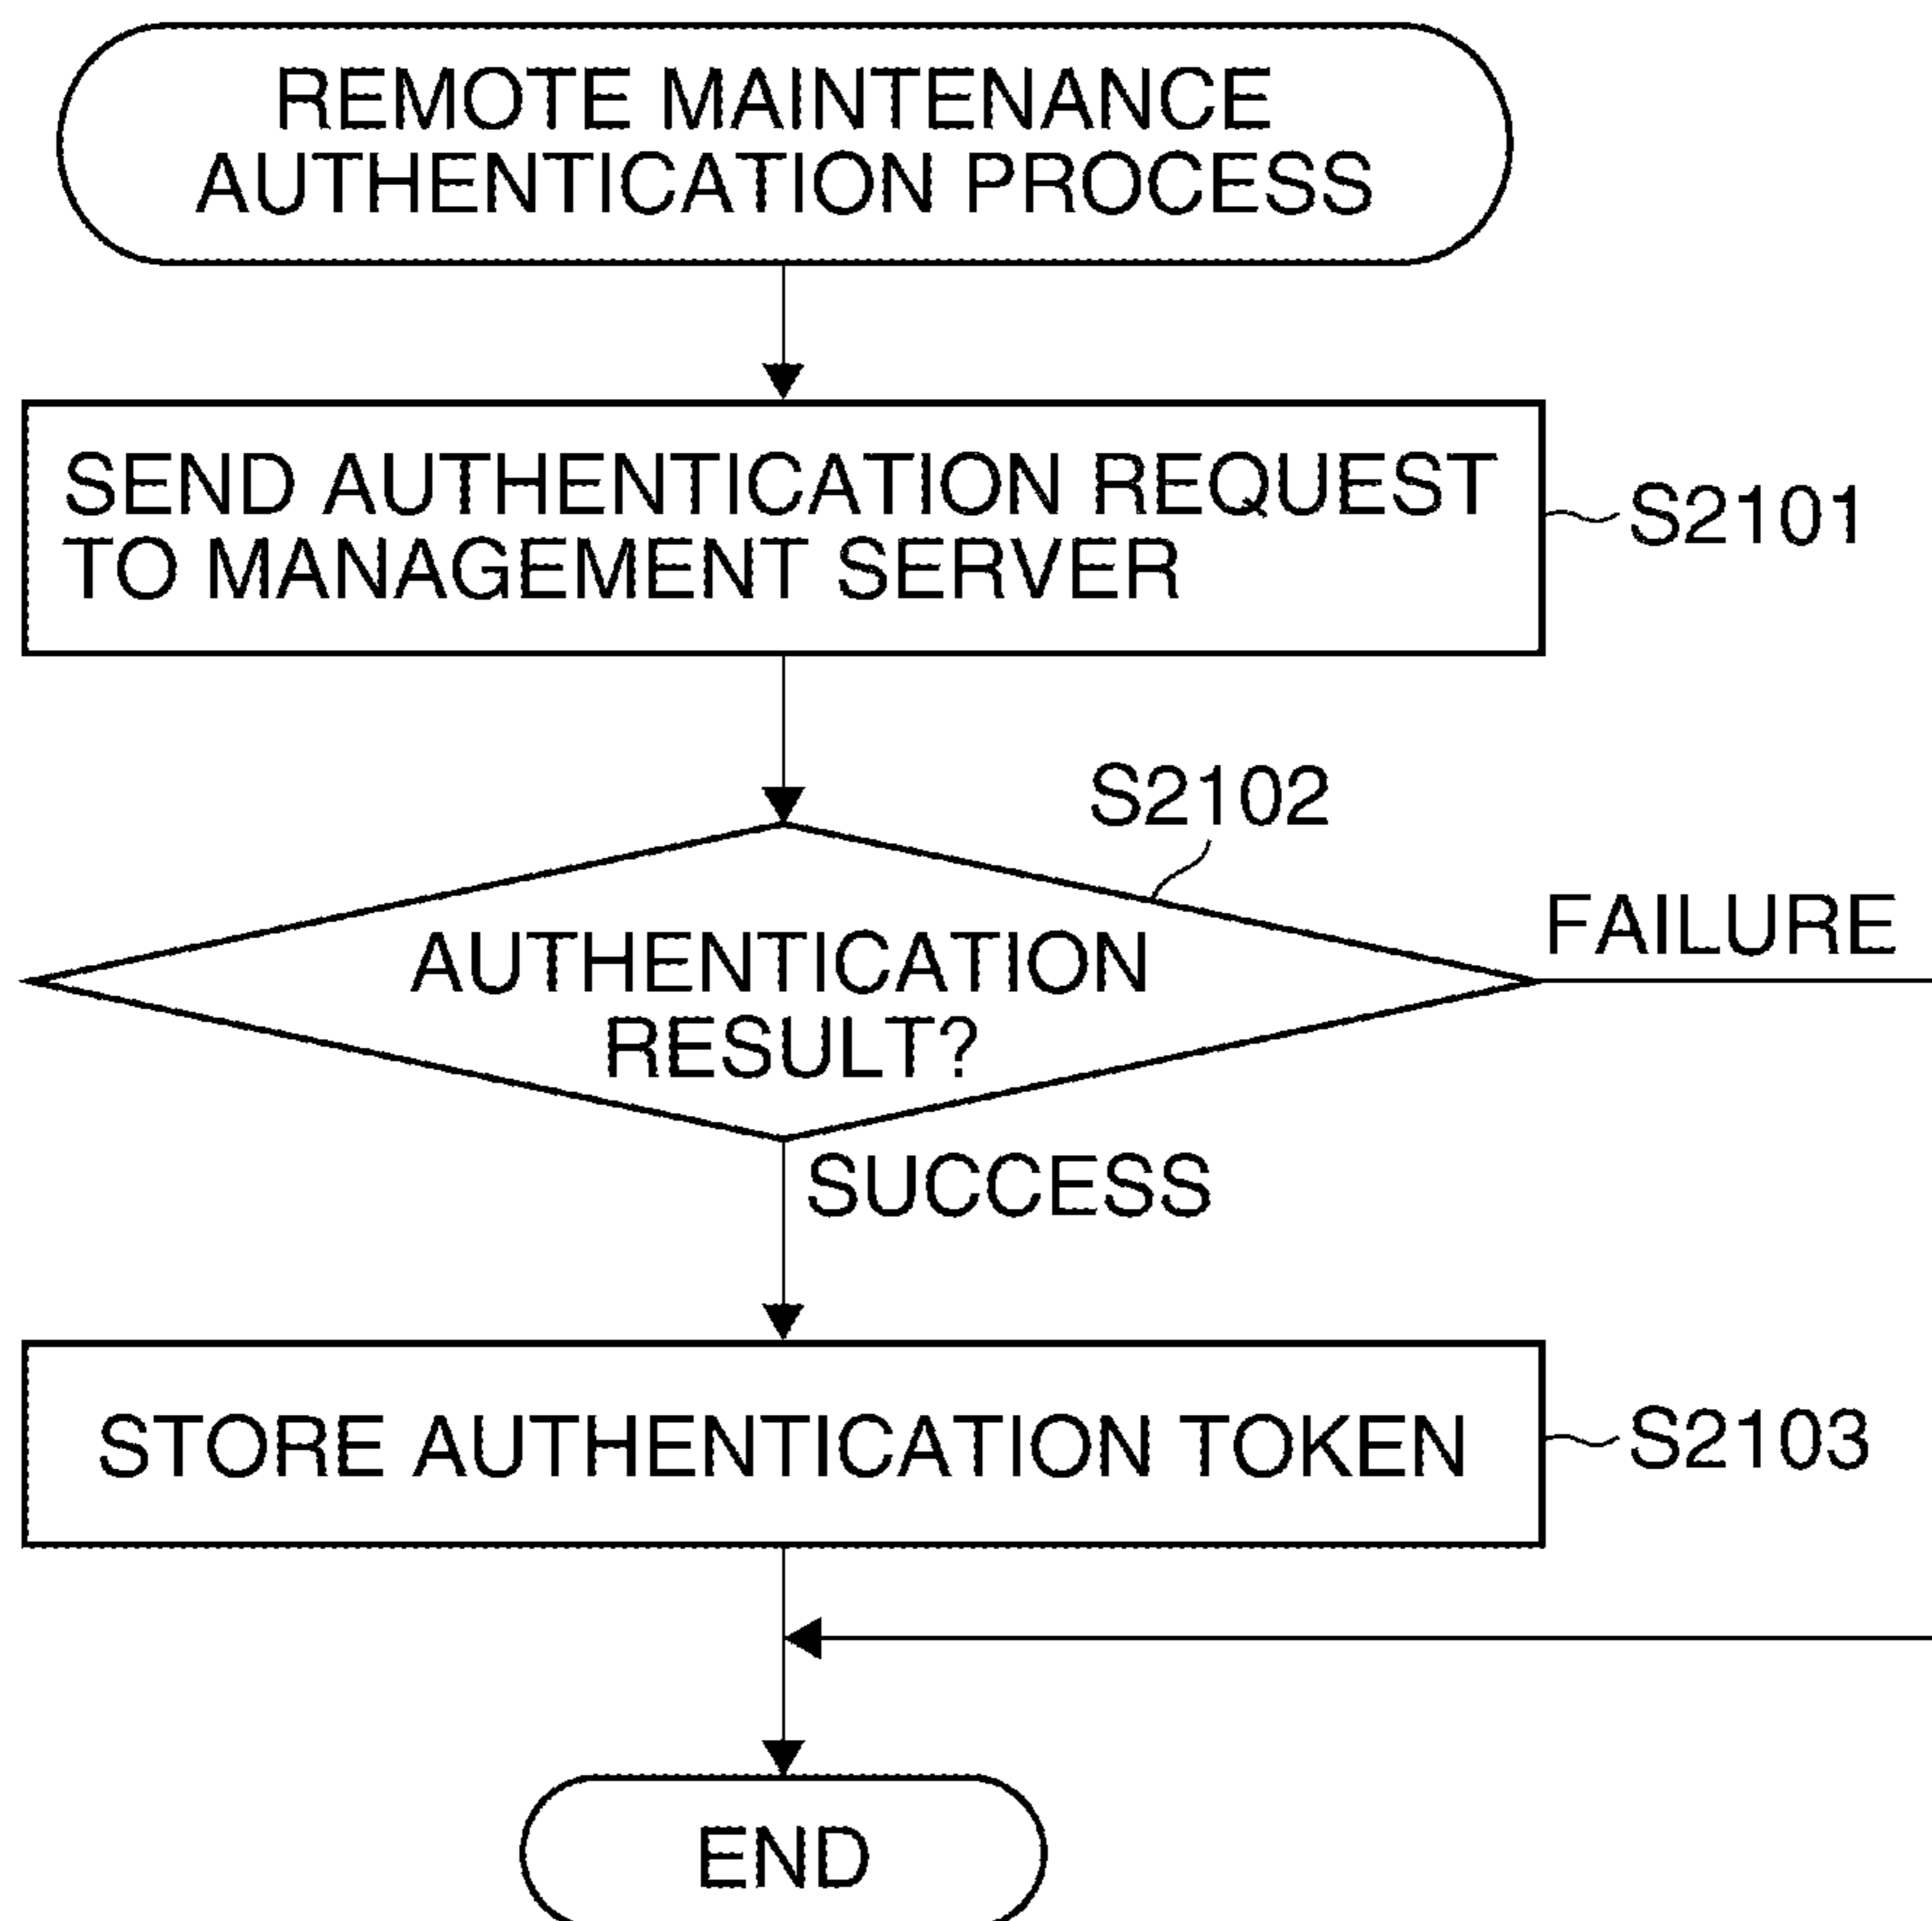 REMOTE MAINTENANCE
AUTHENTICATION PROCESS
SEND AUTHENTICATION REQUEST
TO MANAGEMENT SERVER
S2101
S2102
AUTHENTICATION
RESULT?
FAILURE
SUCCESS
STORE AUTHENTICATION TOKEN
S2103
END